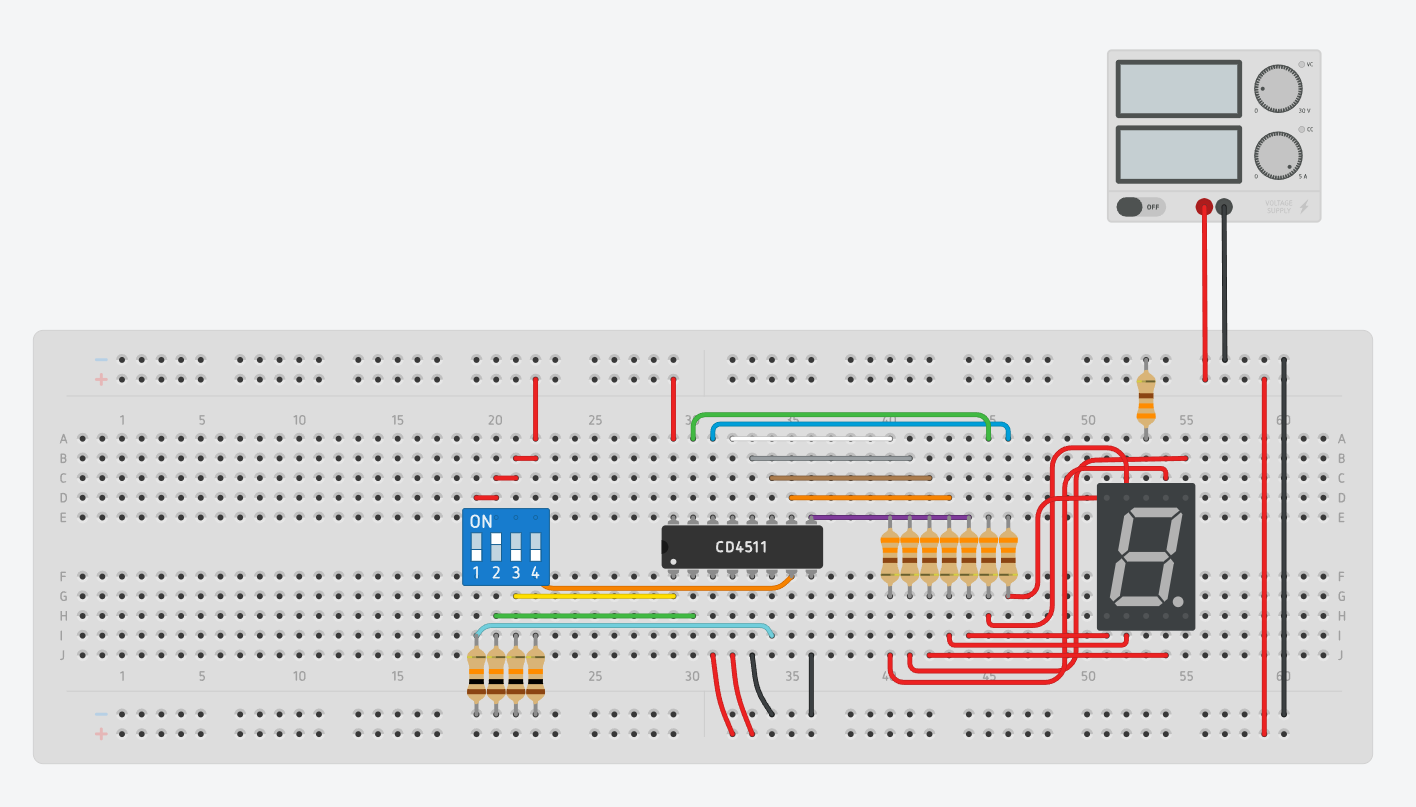 VC
0 30 V
CC
0 5 A
OFF
VOLTAGE
SUPPLY
− −
+ +
1 5 10 15 20 25 30 35 40 45 50 55 60
A A
B B
C C
D D
E E
ON
1 2 3 4
CD4511
F F
G G
H H
I I
J J
1 5 10 15 20 25 30 35 40 45 50 55 60
−
+